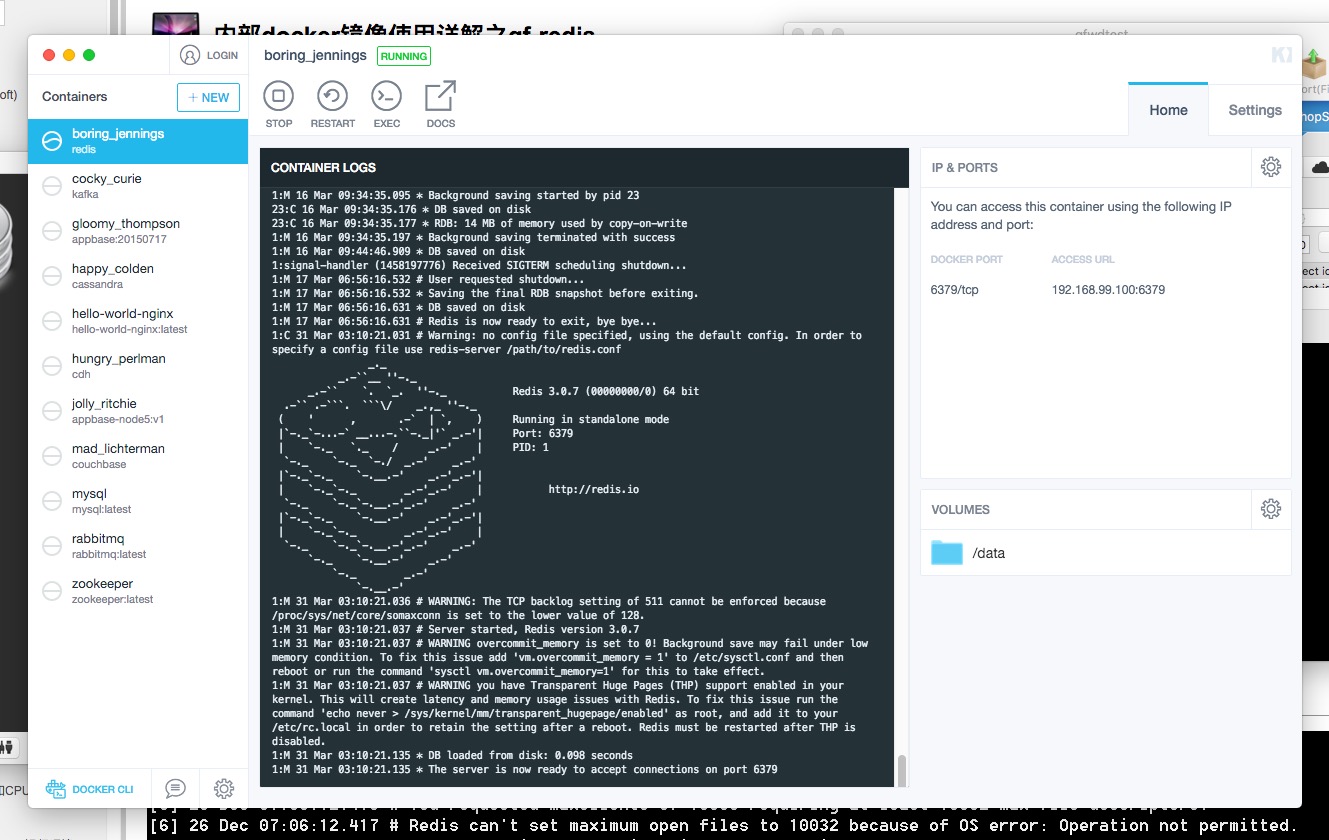 内部docker镜像使用详解之qf-redis
LOGIN
boring_jennings RUNNING
Containers
+ NEW
STOP RESTART EXEC DOCS
Home Settings
boring_jennings
redis
cocky_curie
kafka
gloomy_thompson
appbase:20150717
happy_colden
cassandra
hello-world-nginx
hello-world-nginx:latest
hungry_perlman
cdh
jolly_ritchie
appbase-node5:v1
mad_lichterman
couchbase
mysql
mysql:latest
rabbitmq
rabbitmq:latest
zookeeper
zookeeper:latest
DOCKER CLI
CONTAINER LOGS
1:M 16 Mar 09:34:35.095 * Background saving started by pid 23
23:C 16 Mar 09:34:35.176 * DB saved on disk
23:C 16 Mar 09:34:35.177 * RDB: 14 MB of memory used by copy-on-write
1:M 16 Mar 09:34:35.197 * Background saving terminated with success
1:M 16 Mar 09:44:46.909 * DB saved on disk
1:signal-handler (1458197776) Received SIGTERM scheduling shutdown...
1:M 17 Mar 06:56:16.532 # User requested shutdown...
1:M 17 Mar 06:56:16.532 * Saving the final RDB snapshot before exiting.
1:M 17 Mar 06:56:16.631 * DB saved on disk
1:M 17 Mar 06:56:16.631 # Redis is now ready to exit, bye bye...
1:C 31 Mar 03:10:21.031 # Warning: no config file specified, using the default config. In order to
specify a config file use redis-server /path/to/redis.conf
Redis 3.0.7 (00000000/0) 64 bit
Running in standalone mode
Port: 6379
PID: 1
http://redis.io
1:M 31 Mar 03:10:21.036 # WARNING: The TCP backlog setting of 511 cannot be enforced because
/proc/sys/net/core/somaxconn is set to the lower value of 128.
1:M 31 Mar 03:10:21.037 # Server started, Redis version 3.0.7
1:M 31 Mar 03:10:21.037 # WARNING overcommit_memory is set to 0! Background save may fail under low
memory condition. To fix this issue add 'vm.overcommit_memory = 1' to /etc/sysctl.conf and then
reboot or run the command 'sysctl vm.overcommit_memory=1' for this to take effect.
1:M 31 Mar 03:10:21.037 # WARNING you have Transparent Huge Pages (THP) support enabled in your
kernel. This will create latency and memory usage issues with Redis. To fix this issue run the
command 'echo never > /sys/kernel/mm/transparent_hugepage/enabled' as root, and add it to your
/etc/rc.local in order to retain the setting after a reboot. Redis must be restarted after THP is
disabled.
1:M 31 Mar 03:10:21.135 * DB loaded from disk: 0.098 seconds
1:M 31 Mar 03:10:21.135 * The server is now ready to accept connections on port 6379
IP & PORTS
You can access this container using the following IP
address and port:
DOCKER PORT ACCESS URL
6379/tcp 192.168.99.100:6379
VOLUMES
/data
[6] 26 Dec 07:06:12.417 # Redis can't set maximum open files to 10032 because of OS error: Operation not permitted.